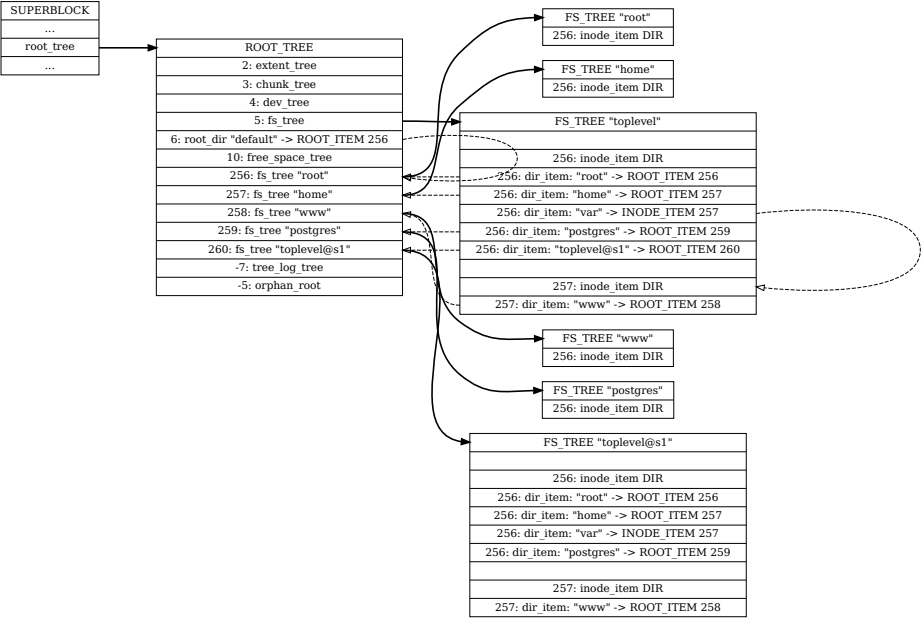 SUPERBLOCK
...
root_tree
...
ROOT_TREE
2: extent_tree
3: chunk_tree
4: dev_tree
5: fs_tree
6: root_dir "default" -> ROOT_ITEM 256
10: free_space_tree
256: fs_tree "root"
257: fs_tree "home"
258: fs_tree "www"
259: fs_tree "postgres"
260: fs_tree "toplevel@s1"
-7: tree_log_tree
-5: orphan_root
FS_TREE "root"
256: inode_item DIR
FS_TREE "home"
256: inode_item DIR
FS_TREE "toplevel"
256: inode_item DIR
256: dir_item: "root" -> ROOT_ITEM 256
256: dir_item: "home" -> ROOT_ITEM 257
256: dir_item: "var" -> INODE_ITEM 257
256: dir_item: "postgres" -> ROOT_ITEM 259
256: dir_item: "toplevel@s1" -> ROOT_ITEM 260
257: inode_item DIR
257: dir_item: "www" -> ROOT_ITEM 258
FS_TREE "www"
256: inode_item DIR
FS_TREE "postgres"
256: inode_item DIR
FS_TREE "toplevel@s1"
256: inode_item DIR
256: dir_item: "root" -> ROOT_ITEM 256
256: dir_item: "home" -> ROOT_ITEM 257
256: dir_item: "var" -> INODE_ITEM 257
256: dir_item: "postgres" -> ROOT_ITEM 259
257: inode_item DIR
257: dir_item: "www" -> ROOT_ITEM 258